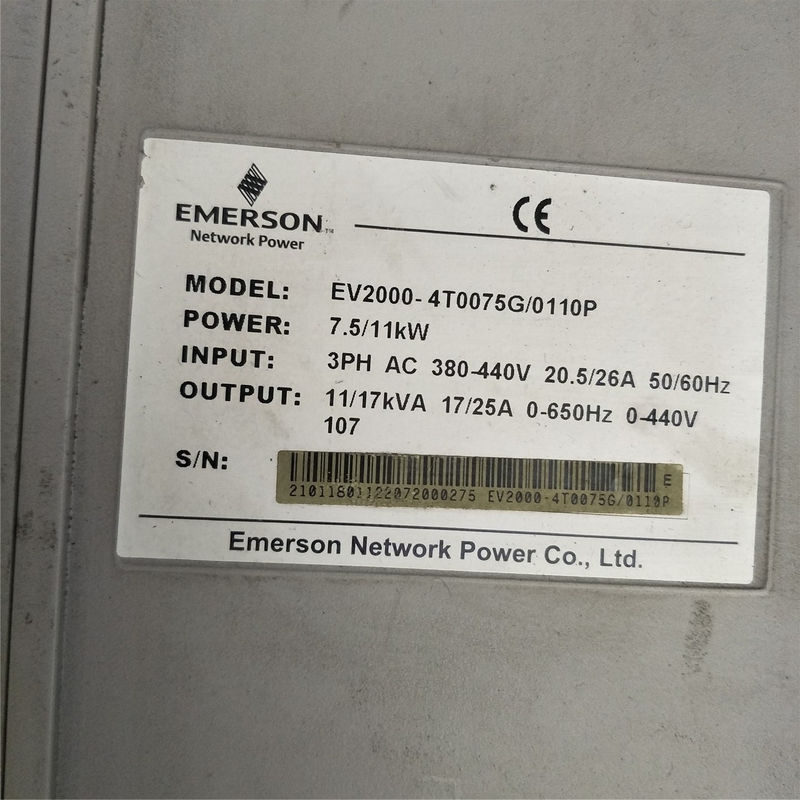 CE
EMERSON™
Network Power
MODEL: EV2000-4T0075G/0110P
POWER: 7.5/11kW
INPUT: 3PH AC 380-440V 20.5/26A 50/60Hz
OUTPUT: 11/17kVA 17/25A 0-650Hz 0-440V
107
S/N:
E
21011801122072000275 EV2000-4T0075G/0110P
Emerson Network Power Co., Ltd.